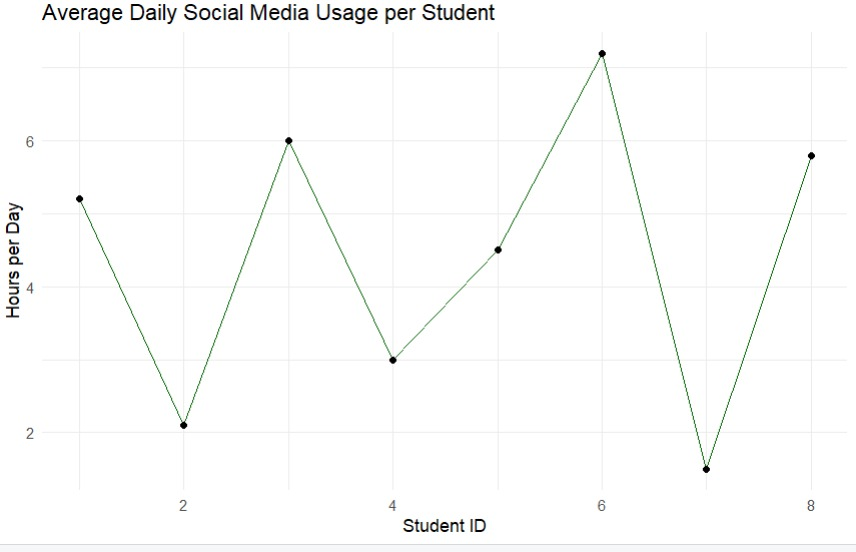 Average Daily Social Media Usage per Student
6
4
2
Hours per Day
2 4 6 8
Student ID